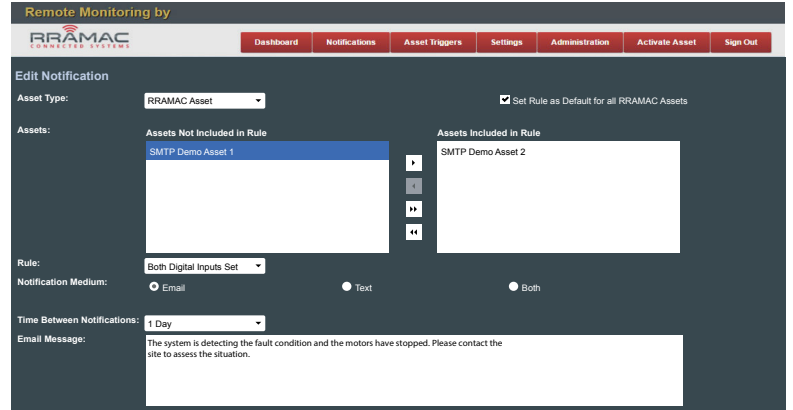 Remote Monitoring by
RRAMAC
CONNECTED SYSTEMS
Dashboard Notifications Asset Triggers Settings Administration Activate Asset Sign Out
Edit Notification
Asset Type: RRAMAC Asset Set Rule as Default for all RRAMAC Assets
Assets: Assets Not Included in Rule Assets Included in Rule
SMTP Demo Asset 1 SMTP Demo Asset 2
Rule: Both Digital Inputs Set
Notification Medium: Email Text Both
Time Between Notifications: 1 Day
Email Message: The system is detecting the fault condition and the motors have stopped. Please contact the
site to assess the situation.